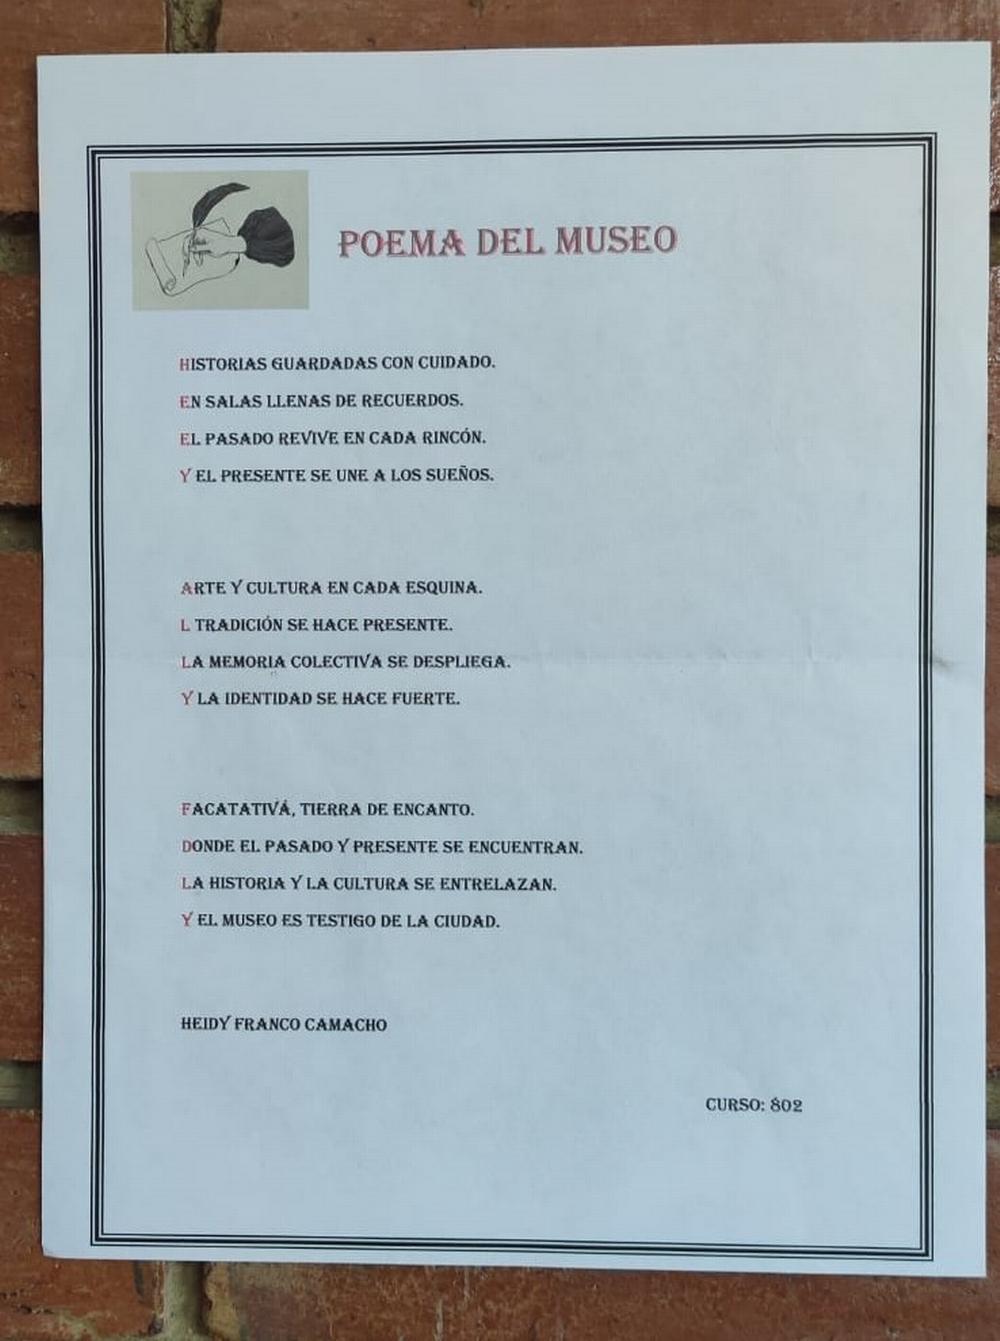 POEMA DEL MUSEO
HISTORIAS GUARDADAS CON CUIDADO.
EN SALAS LLENAS DE RECUERDOS.
EL PASADO REVIVE EN CADA RINCÓN.
Y EL PRESENTE SE UNE A LOS SUEÑOS.
ARTE Y CULTURA EN CADA ESQUINA.
L TRADICIÓN SE HACE PRESENTE.
LA MEMORIA COLECTIVA SE DESPLIEGA.
Y LA IDENTIDAD SE HACE FUERTE.
FACATATIVÁ, TIERRA DE ENCANTO.
DONDE EL PASADO Y PRESENTE SE ENCUENTRAN.
LA HISTORIA Y LA CULTURA SE ENTRELAZAN.
Y EL MUSEO ES TESTIGO DE LA CIUDAD.
HEIDY FRANCO CAMACHO
CURSO: 802